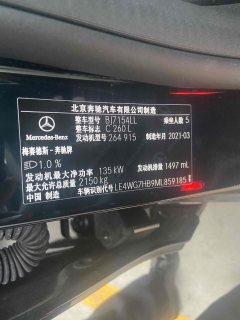 北京奔驰汽车有限公司制造
Mercedes-Benz
整车型号 BJ7154LL 乘坐人数 5
整车型号 C 260 L
发动机型号 264 915 制造年月 2021-03
梅赛德斯-奔驰牌
1.0 %
发动机最大净功率 135 kW 发动机排量 1497 mL
最大允许总质量 2150 kg
中国制造 车辆识别代号 LE4WG7HB9ML859185